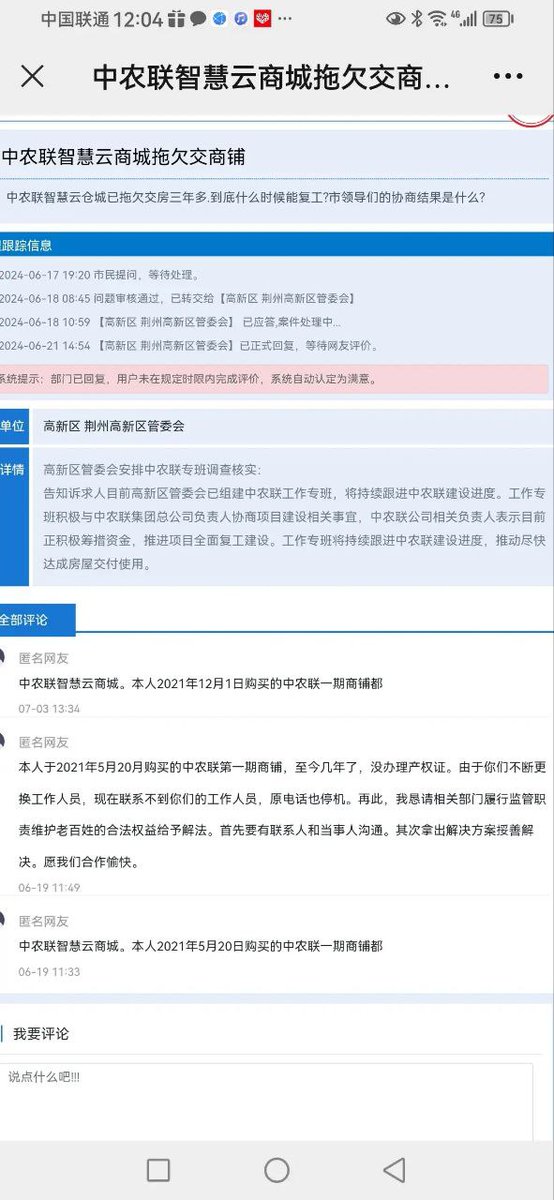 中国联通 12:04
4G
75
中农联智慧云商城拖欠交商...
中农联智慧云商城拖欠交商铺
中农联智慧云仓城已拖欠交房三年多.到底什么时候能复工?市领导们的协商结果是什么?
跟踪信息
2024-06-17 19:20 市民提问，等待处理。
2024-06-18 08:45 问题审核通过，已转交给【高新区 荆州高新区管委会】
2024-06-18 10:59 【高新区 荆州高新区管委会】 已应答,案件处理中...
2024-06-21 14:54 【高新区 荆州高新区管委会】已正式回复，等待网友评价。
系统提示：部门已回复，用户未在规定时限内完成评价，系统自动认定为满意。
单位
高新区 荆州高新区管委会
详情
高新区管委会安排中农联专班调查核实:
告知诉求人目前高新区管委会已组建中农联工作专班，将持续跟进中农联建设进度。工作专
班积极与中农联集团总公司负责人协商项目建设相关事宜，中农联公司相关负责人表示目前
正积极筹措资金，推进项目全面复工建设。工作专班将持续跟进中农联建设进度，推动尽快
达成房屋交付使用。
全部评论
匿名网友
中农联智慧云商城。本人2021年12月1日购买的中农联一期商铺都
07-03 13:34
匿名网友
本人于2021年5月20月购买的中农联第一期商铺，至今几年了，没办理产权证。由于你们不断更
换工作人员，现在联系不到你们的工作人员，原电话也停机。再此，我恳请相关部门履行监管职
责维护老百姓的合法权益给予解法。首先要有联系人和当事人沟通。其次拿出解决方案挼善解
决。愿我们合作愉快。
06-19 11:49
匿名网友
中农联智慧云商城。本人2021年5月20日购买的中农联一期商铺都
06-19 11:33
我要评论
说点什么吧!!!